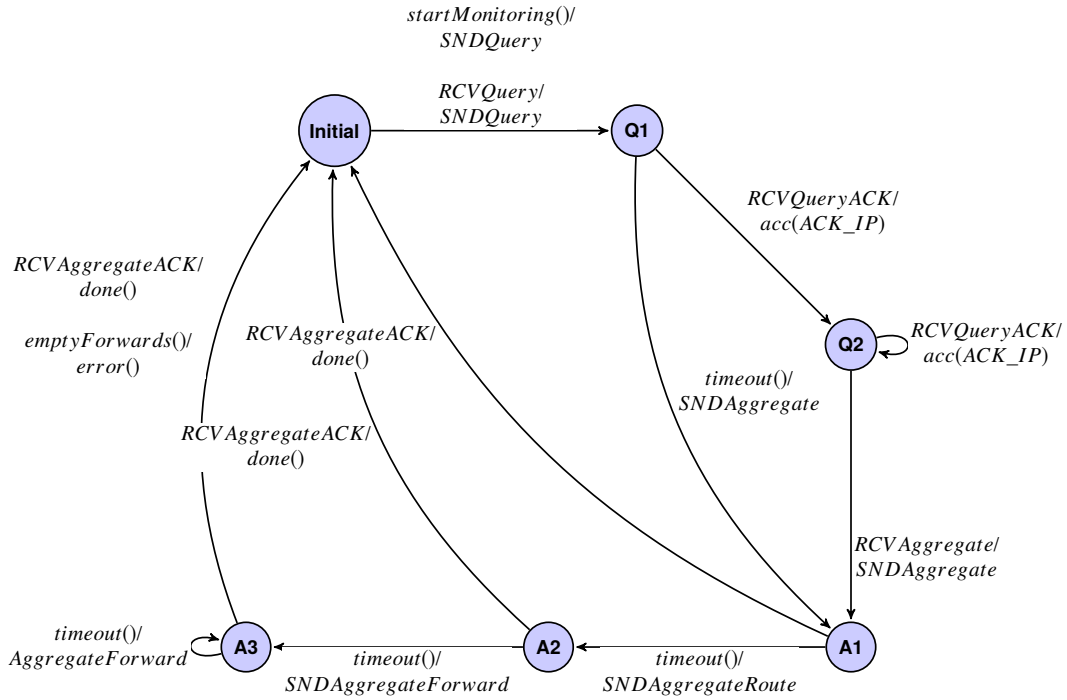 startMonitoring()/
SNDQuery
RCVQuery/
SNDQuery
Initial
Q1
RCVQueryACK/
acc(ACK_IP)
RCVAggregateACK/
done()
emptyForwards()/
error()
RCVAggregateACK/
done()
Q2
RCVQueryACK/
acc(ACK_IP)
timeout()/
SNDAggregate
RCVAggregateACK/
done()
RCVAggregate/
SNDAggregate
timeout()/
AggregateForward
A3
timeout()/
SNDAggregateForward
A2
timeout()/
SNDAggregateRoute
A1